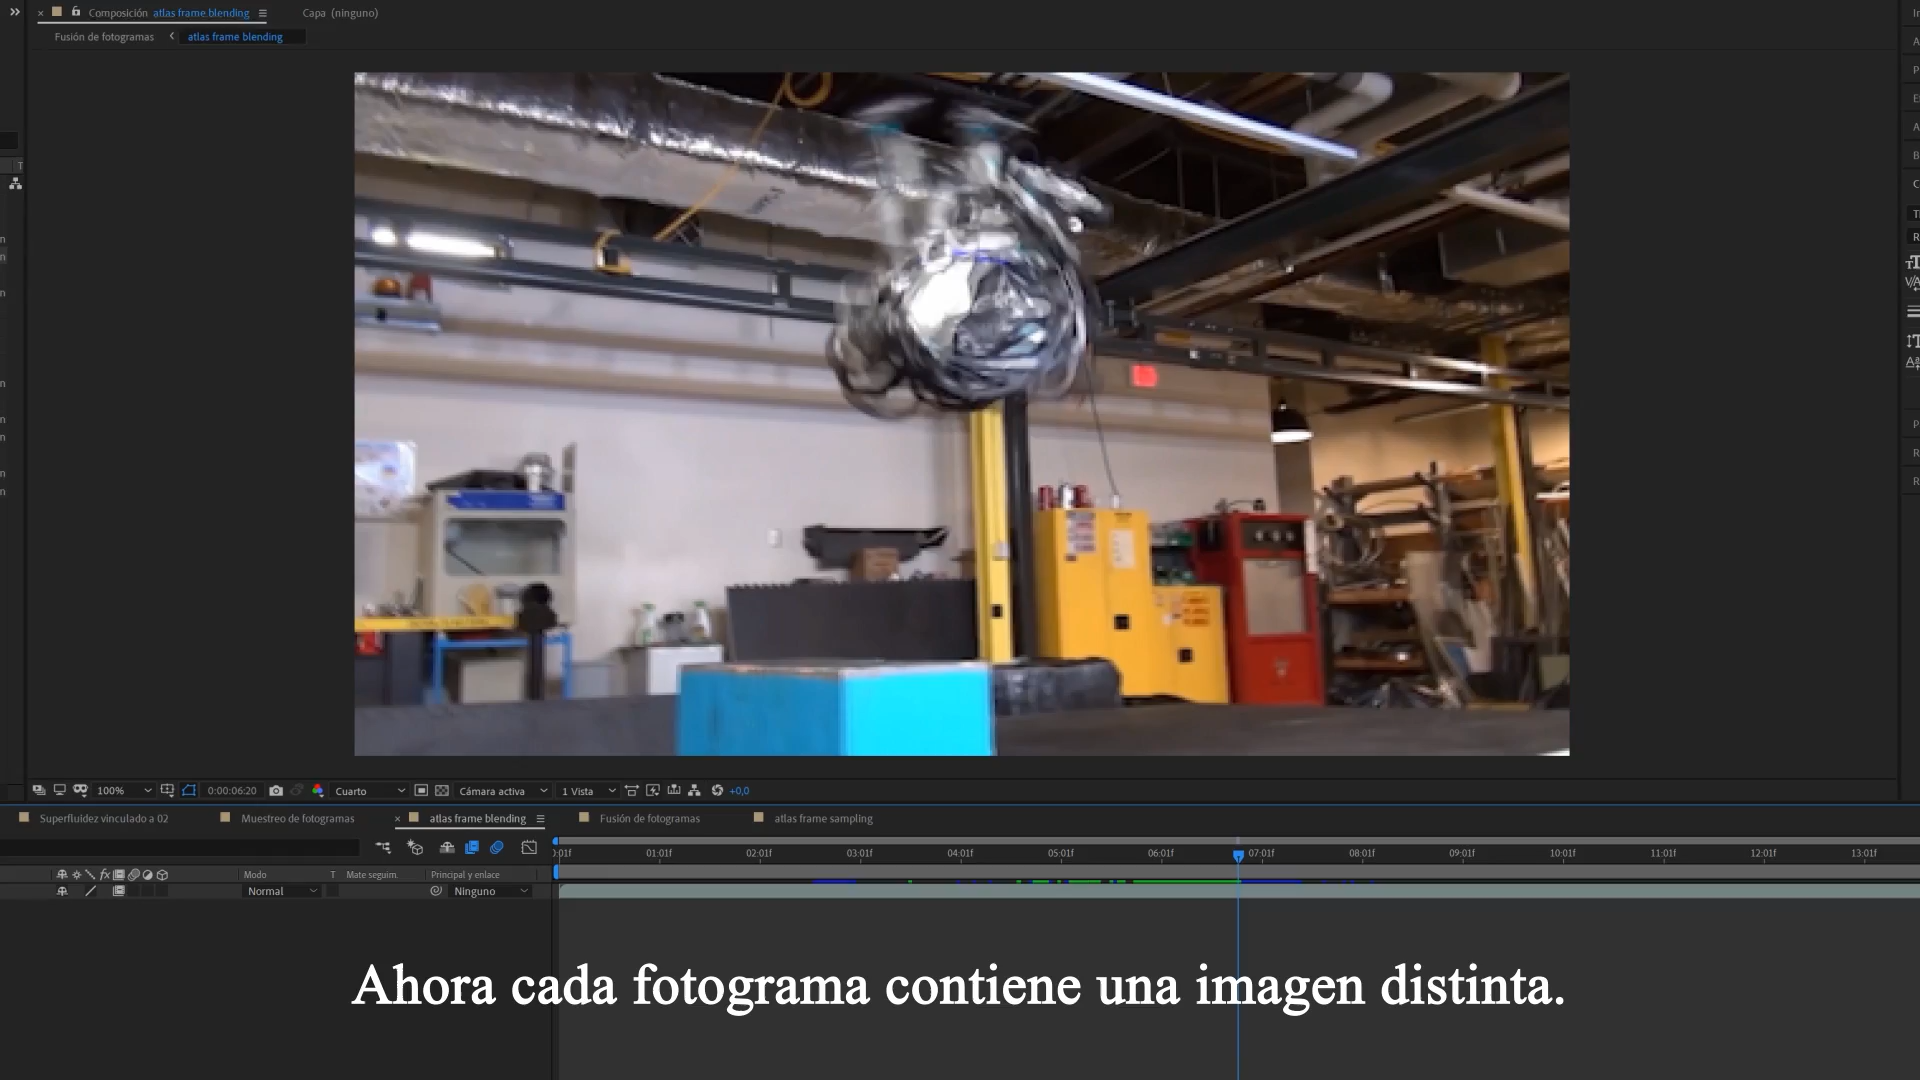 Composición atlas frame blending
Capa (ninguno)
Fusión de fotogramas
atlas frame blending
100%
0:00:06:20
Cuarto
Cámara activa
1 Vista
+0,0
Superfluidez vinculado a 02
Muestreo de fotogramas
atlas frame blending
Fusión de fotogramas
atlas frame sampling
01:01f
02:01f
03:01f
04:01f
05:01f
06:01f
07:01f
08:01f
09:01f
10:01f
11:01f
12:01f
13:01f
Modo
T
Mate seguim.
Principal y enlace
Normal
Ninguno
Ahora cada fotograma contiene una imagen distinta.